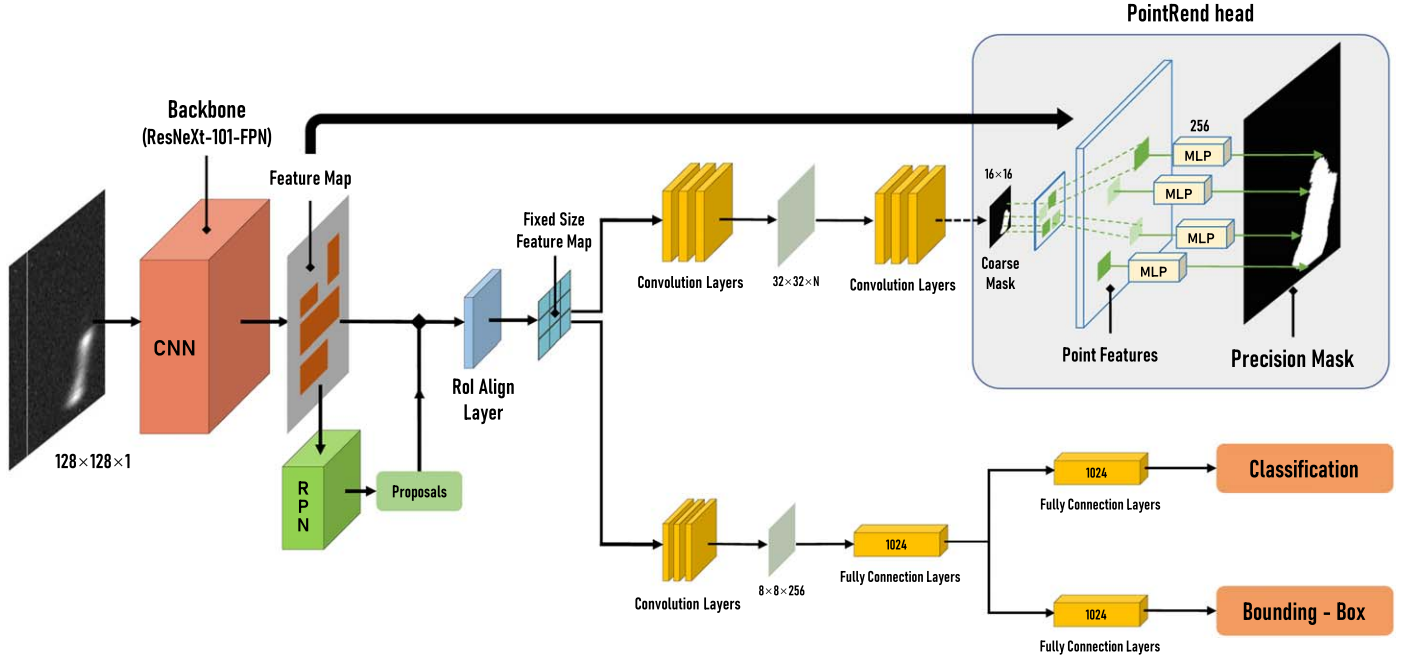 PointRend head
Backbone
(ResNeXt-101-FPN)
Feature Map
256
MLP
16×16
MLP
Fixed Size
Feature Map
MLP
Convolution Layers
32×32×N
Convolution Layers
Coarse
Mask
MLP
CNN
Point Features
Precision Mask
RoI Align
Layer
128×128×1
RPN
Proposals
1024
Classification
Fully Connection Layers
1024
Fully Connection Layers
Convolution Layers
8×8×256
1024
Bounding - Box
Fully Connection Layers